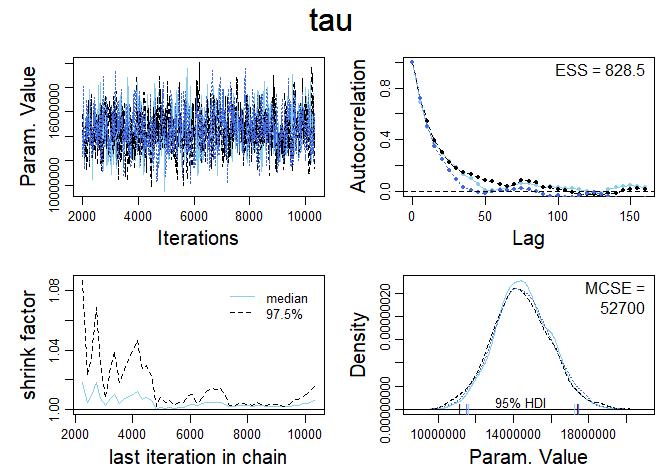 tau
Param. Value
10000000 16000000
2000 4000 6000 8000 10000
Iterations
Autocorrelation
0.0 0.4 0.8
ESS = 828.5
0 50 100 150
Lag
shrink factor
1.00 1.04 1.08
median
97.5%
2000 4000 6000 8000 10000
last iteration in chain
Density
0.00000000 0.00000020
MCSE =
52700
95% HDI
10000000 14000000 18000000
Param. Value